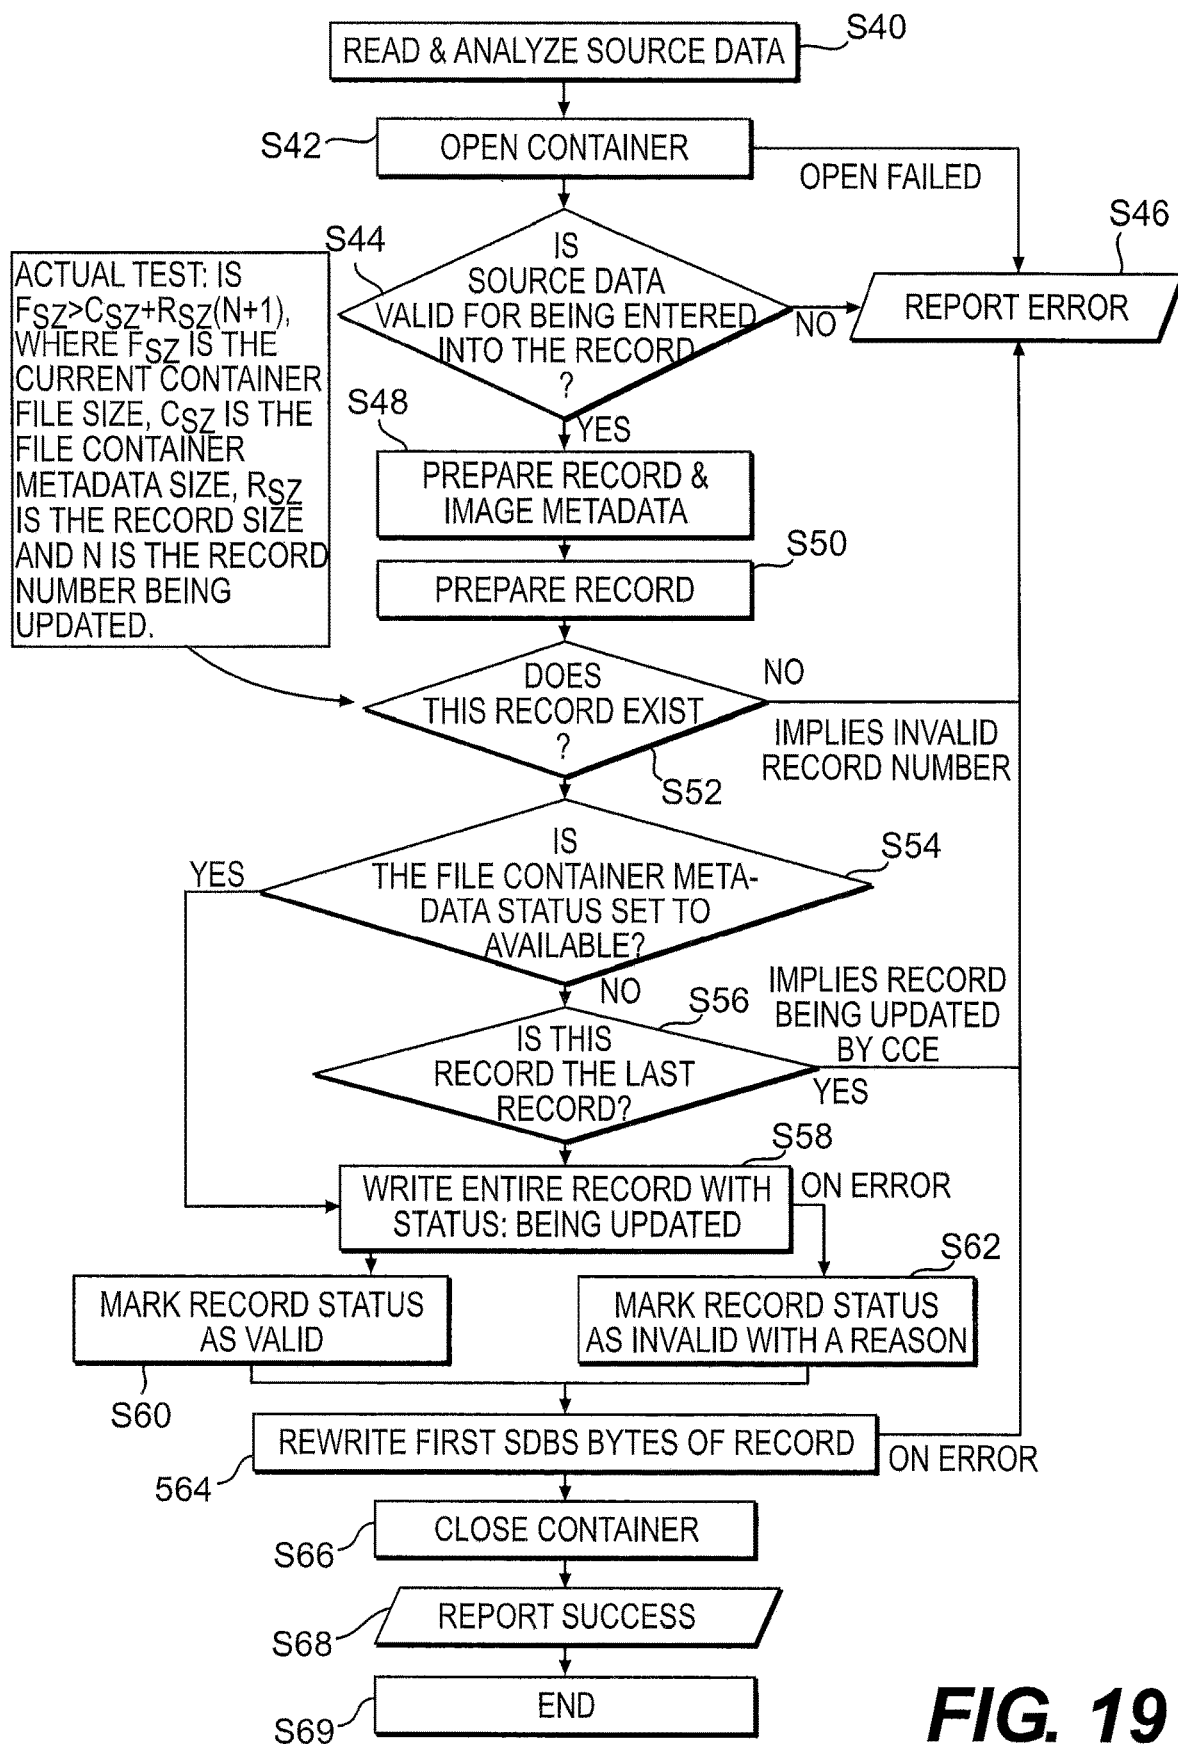 S40
READ & ANALYZE SOURCE DATA
S42
OPEN CONTAINER
OPEN FAILED
S46
REPORT ERROR
S44
IS
SOURCE DATA
VALID FOR BEING ENTERED
INTO THE RECORD
?
NO
YES
ACTUAL TEST: IS
FSZ>CSZ+RSZ(N+1),
WHERE FSZ IS THE
CURRENT CONTAINER
FILE SIZE, CSZ IS THE
FILE CONTAINER
METADATA SIZE, RSZ
IS THE RECORD SIZE
AND N IS THE RECORD
NUMBER BEING
UPDATED.
S48
PREPARE RECORD &
IMAGE METADATA
S50
PREPARE RECORD
DOES
THIS RECORD EXIST
?
NO
IMPLIES INVALID
RECORD NUMBER
S52
S54
IS
THE FILE CONTAINER META-
DATA STATUS SET TO
AVAILABLE?
YES
NO
S56
IS THIS
RECORD THE LAST
RECORD?
IMPLIES RECORD
BEING UPDATED
BY CCE
YES
S58
WRITE ENTIRE RECORD WITH
STATUS: BEING UPDATED
ON ERROR
MARK RECORD STATUS
AS VALID
S60
S62
MARK RECORD STATUS
AS INVALID WITH A REASON
REWRITE FIRST SDBS BYTES OF RECORD
ON ERROR
564
CLOSE CONTAINER
S66
REPORT SUCCESS
S68
END
S69
FIG. 19